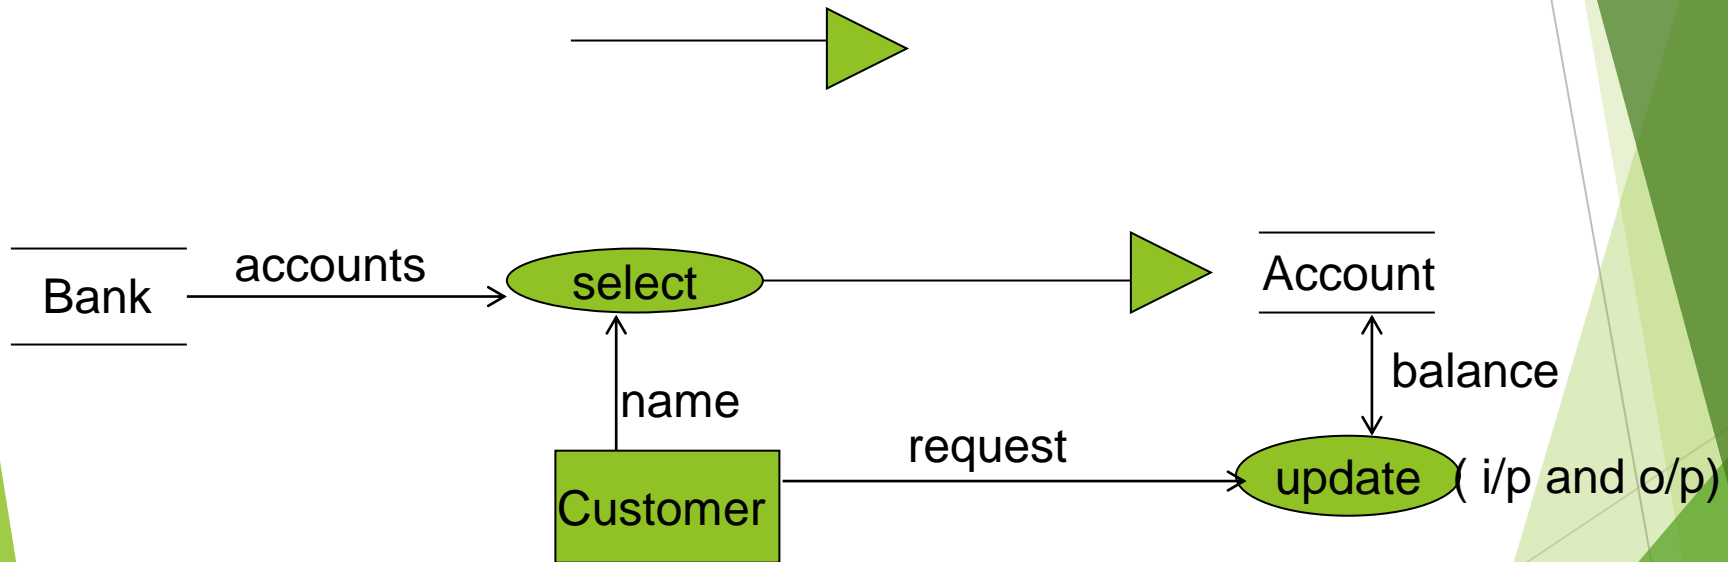 accounts
Bank
select
Account
name
balance
request
Customer
update ( i/p and o/p)